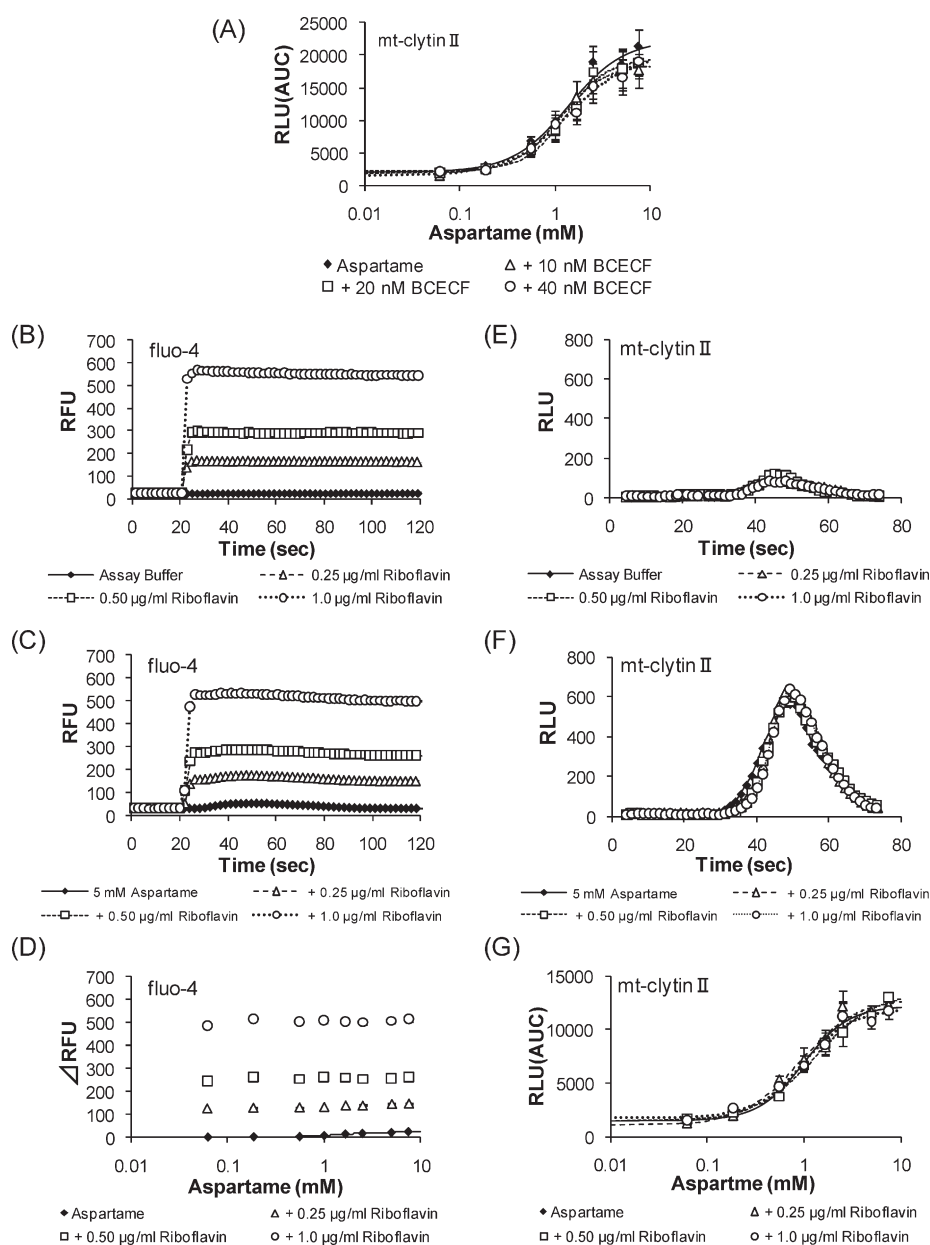 (A)
mt-clytin II
RLU(AUC)
25000
20000
15000
10000
5000
0
0.01 0.1 1 10
Aspartame (mM)
◆ Aspartame △ + 10 nM BCECF
□ + 20 nM BCECF ○ + 40 nM BCECF
(B)
fluo-4
RFU
700
600
500
400
300
200
100
0
0 20 40 60 80 100 120
Time (sec)
Assay Buffer 0.25 µg/ml Riboflavin
0.50 µg/ml Riboflavin 1.0 µg/ml Riboflavin
(E)
mt-clytin II
RLU
800
600
400
200
0
0 20 40 60 80
Time (sec)
Assay Buffer 0.25 µg/ml Riboflavin
0.50 µg/ml Riboflavin 1.0 µg/ml Riboflavin
(C)
fluo-4
RFU
700
600
500
400
300
200
100
0
0 20 40 60 80 100 120
Time (sec)
5 mM Aspartame + 0.25 µg/ml Riboflavin
+ 0.50 µg/ml Riboflavin + 1.0 µg/ml Riboflavin
(F)
mt-clytin II
RLU
800
600
400
200
0
0 20 40 60 80
Time (sec)
5 mM Aspartame + 0.25 µg/ml Riboflavin
+ 0.50 µg/ml Riboflavin + 1.0 µg/ml Riboflavin
(D)
fluo-4
⊿RFU
700
600
500
400
300
200
100
0
0.01 0.1 1 10
Aspartame (mM)
◆ Aspartame △ + 0.25 µg/ml Riboflavin
□ + 0.50 µg/ml Riboflavin ○ + 1.0 µg/ml Riboflavin
(G)
mt-clytin II
RLU(AUC)
15000
10000
5000
0
0.01 0.1 1 10
Aspartme (mM)
◆ Aspartame △ + 0.25 µg/ml Riboflavin
□ + 0.50 µg/ml Riboflavin ○ + 1.0 µg/ml Riboflavin